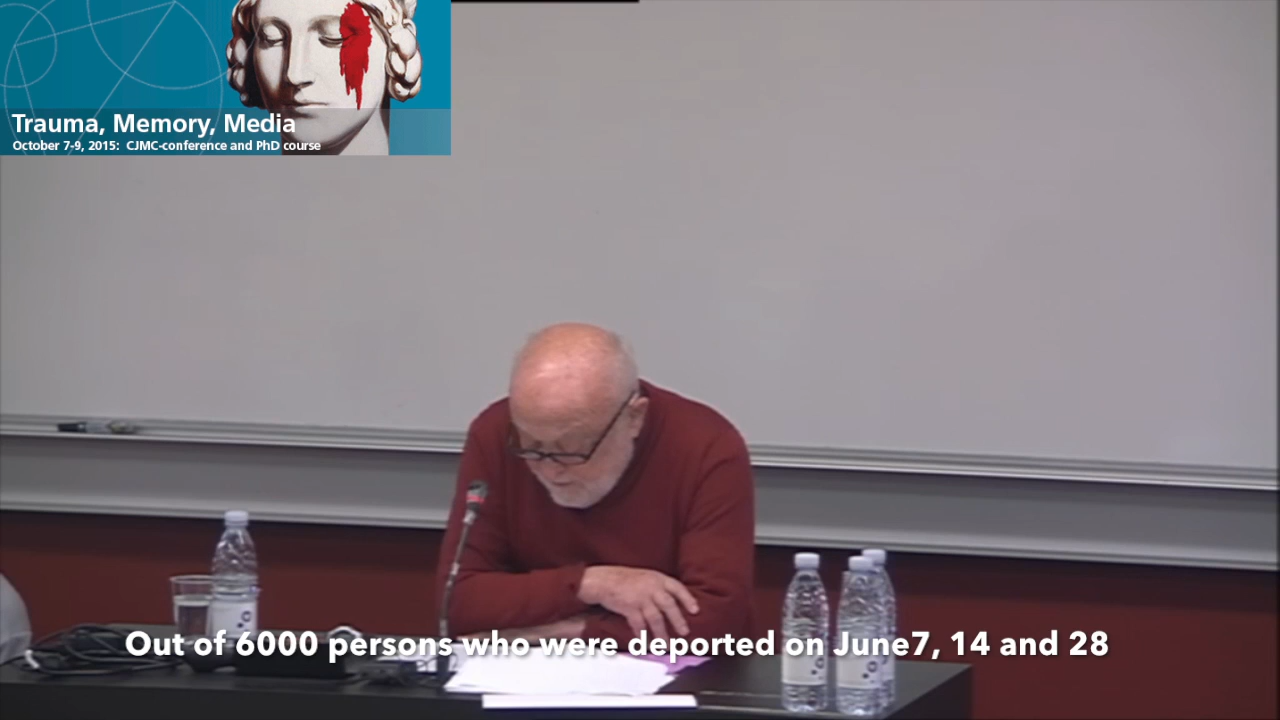 Trauma, Memory, Media
October 7-9, 2015: CJMC-conference and PhD course
Out of 6000 persons who were deported on June7, 14 and 28